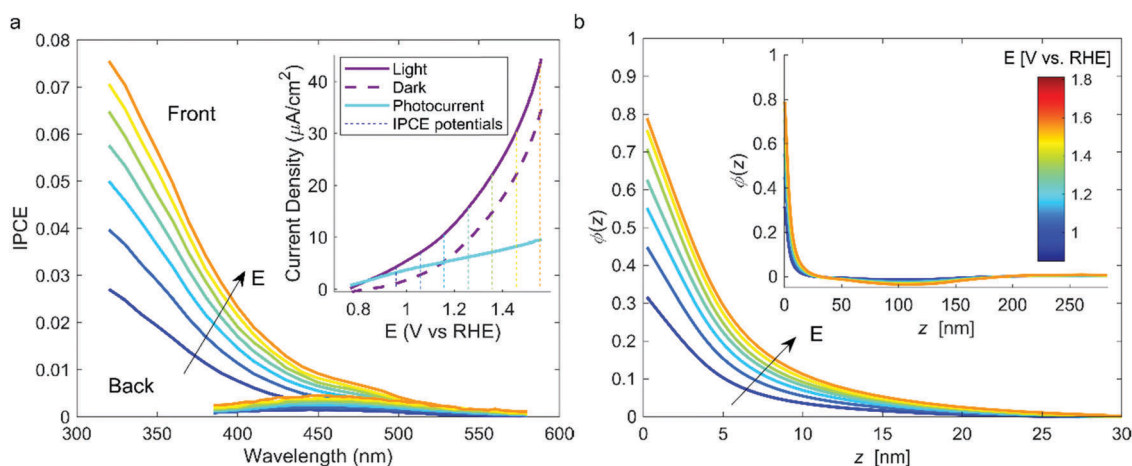 a
IPCE
0.08
0.07
0.06
0.05
0.04
0.03
0.02
0.01
0
300 350 400 450 500 550 600
Wavelength (nm)
Front
Back
E
Current Density (μA/cm²)
40
30
20
10
0
0.8 1 1.2 1.4
E (V vs RHE)
Light
Dark
Photocurrent
IPCE potentials
b
ϕ(z)
1
0.9
0.8
0.7
0.6
0.5
0.4
0.3
0.2
0.1
0
0 5 10 15 20 25 30
z [nm]
E
ϕ(z)
1
0.8
0.6
0.4
0.2
0
0 50 100 150 200 250
z [nm]
E [V vs. RHE]
1.8
1.6
1.4
1.2
1